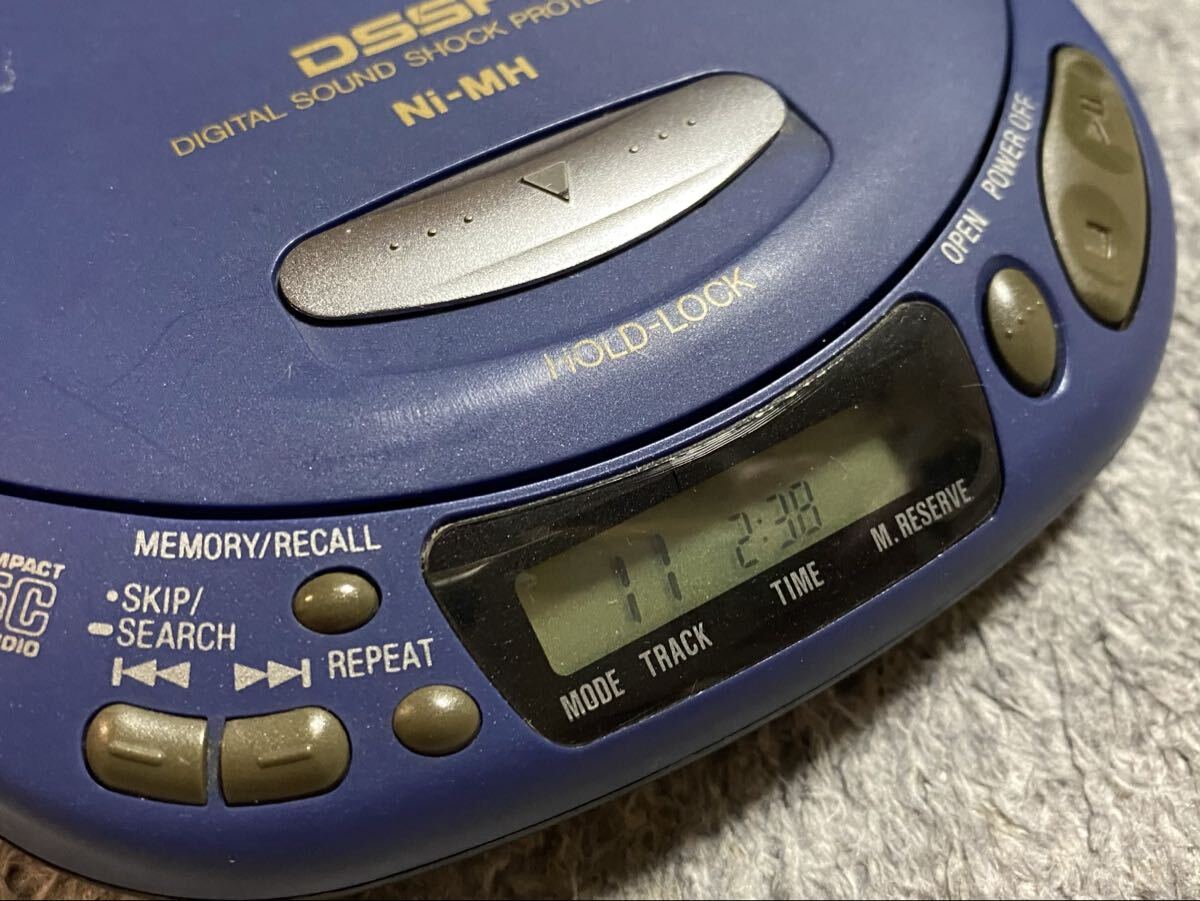 DSSP
DIGITAL SOUND SHOCK PROTE
Ni-MH
HOLD-LOCK
OPEN
POWER OFF
MEMORY/RECALL
•SKIP/
SEARCH
REPEAT
17 2:38
MODE TRACK TIME M. RESERVE